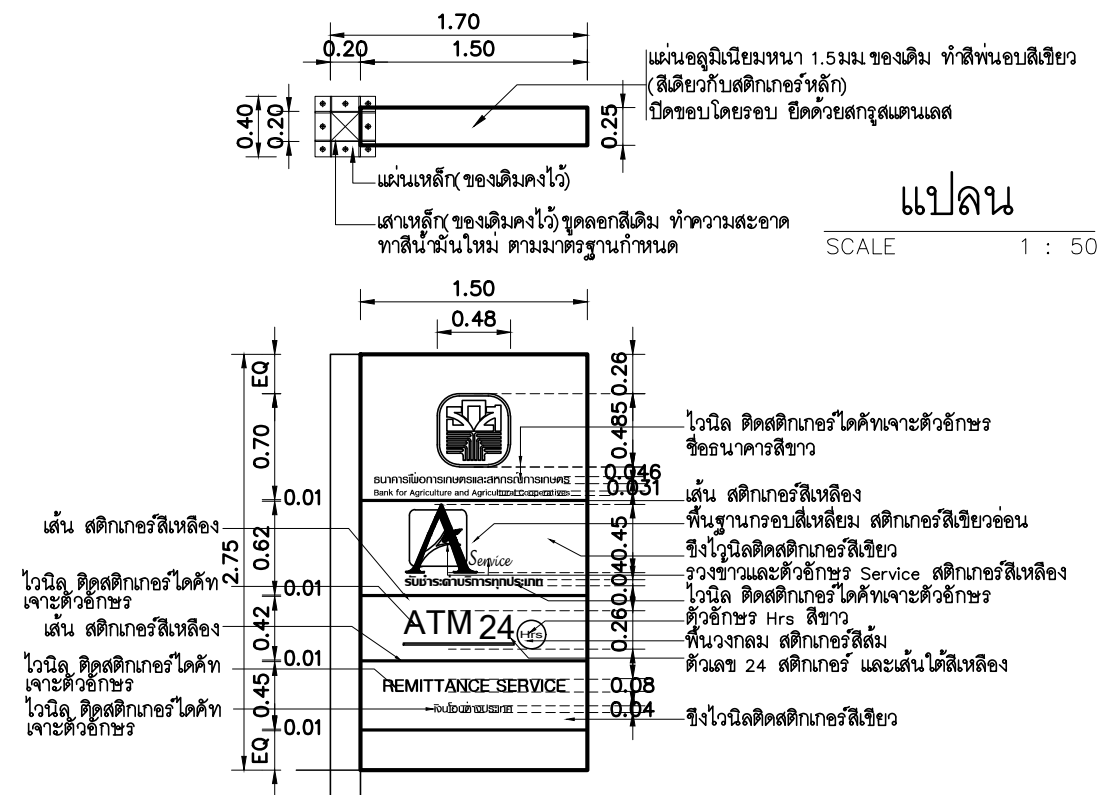 1.70
0.20
1.50
แผ่นอลูมิเนียมหนา 1.5มม.ของเดิม ทำสีพ่นอบสีเขียว
(สีเดียวกับสติกเกอร์หลัก)
ปิดขอบโดยรอบ ยึดด้วยสกรูสแตนเลส
0.40
0.20
0.25
แผ่นเหล็ก(ของเดิมคงไว้)
เสาเหล็ก(ของเดิมคงไว้)ขูดลอกสีเดิม ทำความสะอาด
ทาสีน้ำมันใหม่ ตามมาตรฐานกำหนด
แปลน
SCALE 1 : 50
1.50
0.48
EQ
0.70
0.01
0.62
0.01
0.42
0.01
0.45
0.01
EQ
2.75
0.26
0.485
0.046
0.031
0.45
0.04
0.26
0.08
0.04
ธนาคารเพื่อการเกษตรและสหกรณ์การเกษตร
Bank for Agriculture and Agricultural Cooperatives
A
Service
รับชำระค่าบริการทุกประเภท
ATM 24 Hrs
REMITTANCE SERVICE
เงินโอนต่างประเทศ
เส้น สติกเกอร์สีเหลือง
ไวนิล ติดสติกเกอร์ไดคัท
เจาะตัวอักษร
เส้น สติกเกอร์สีเหลือง
ไวนิล ติดสติกเกอร์ไดคัท
เจาะตัวอักษร
ไวนิล ติดสติกเกอร์ไดคัท
เจาะตัวอักษร
ไวนิล ติดสติกเกอร์ไดคัทเจาะตัวอักษร
ชื่อธนาคารสีขาว
เส้น สติกเกอร์สีเหลือง
พื้นฐานกรอบสี่เหลี่ยม สติกเกอร์สีเขียวอ่อน
ขึงไวนิลติดสติกเกอร์สีเขียว
รวงข้าวและตัวอักษร Service สติกเกอร์สีเหลือง
ไวนิล ติดสติกเกอร์ไดคัทเจาะตัวอักษร
ตัวอักษร Hrs สีขาว
พื้นวงกลม สติกเกอร์สีส้ม
ตัวเลข 24 สติกเกอร์ และเส้นใต้สีเหลือง
ขึงไวนิลติดสติกเกอร์สีเขียว